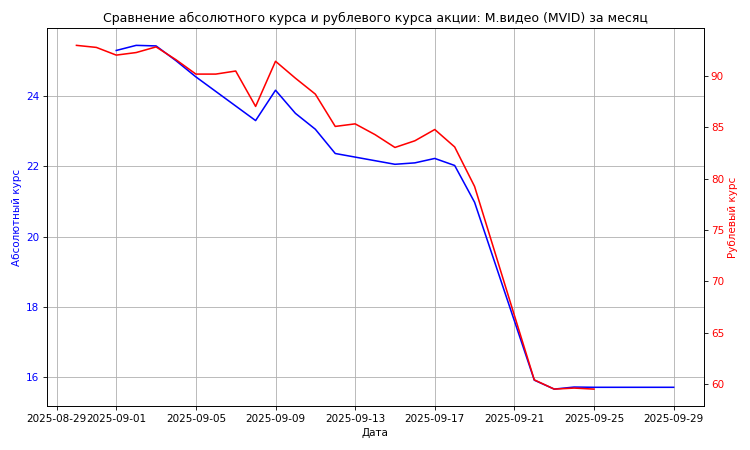 Сравнение абсолютного курса и рублевого курса акции: М.видео (MVID) за месяц
24
22
20
18
16
Абсолютный курс
90
85
80
75
70
65
60
Рублевый курс
2025-08-29 2025-09-01 2025-09-05 2025-09-09 2025-09-13 2025-09-17 2025-09-21 2025-09-25 2025-09-29
Дата